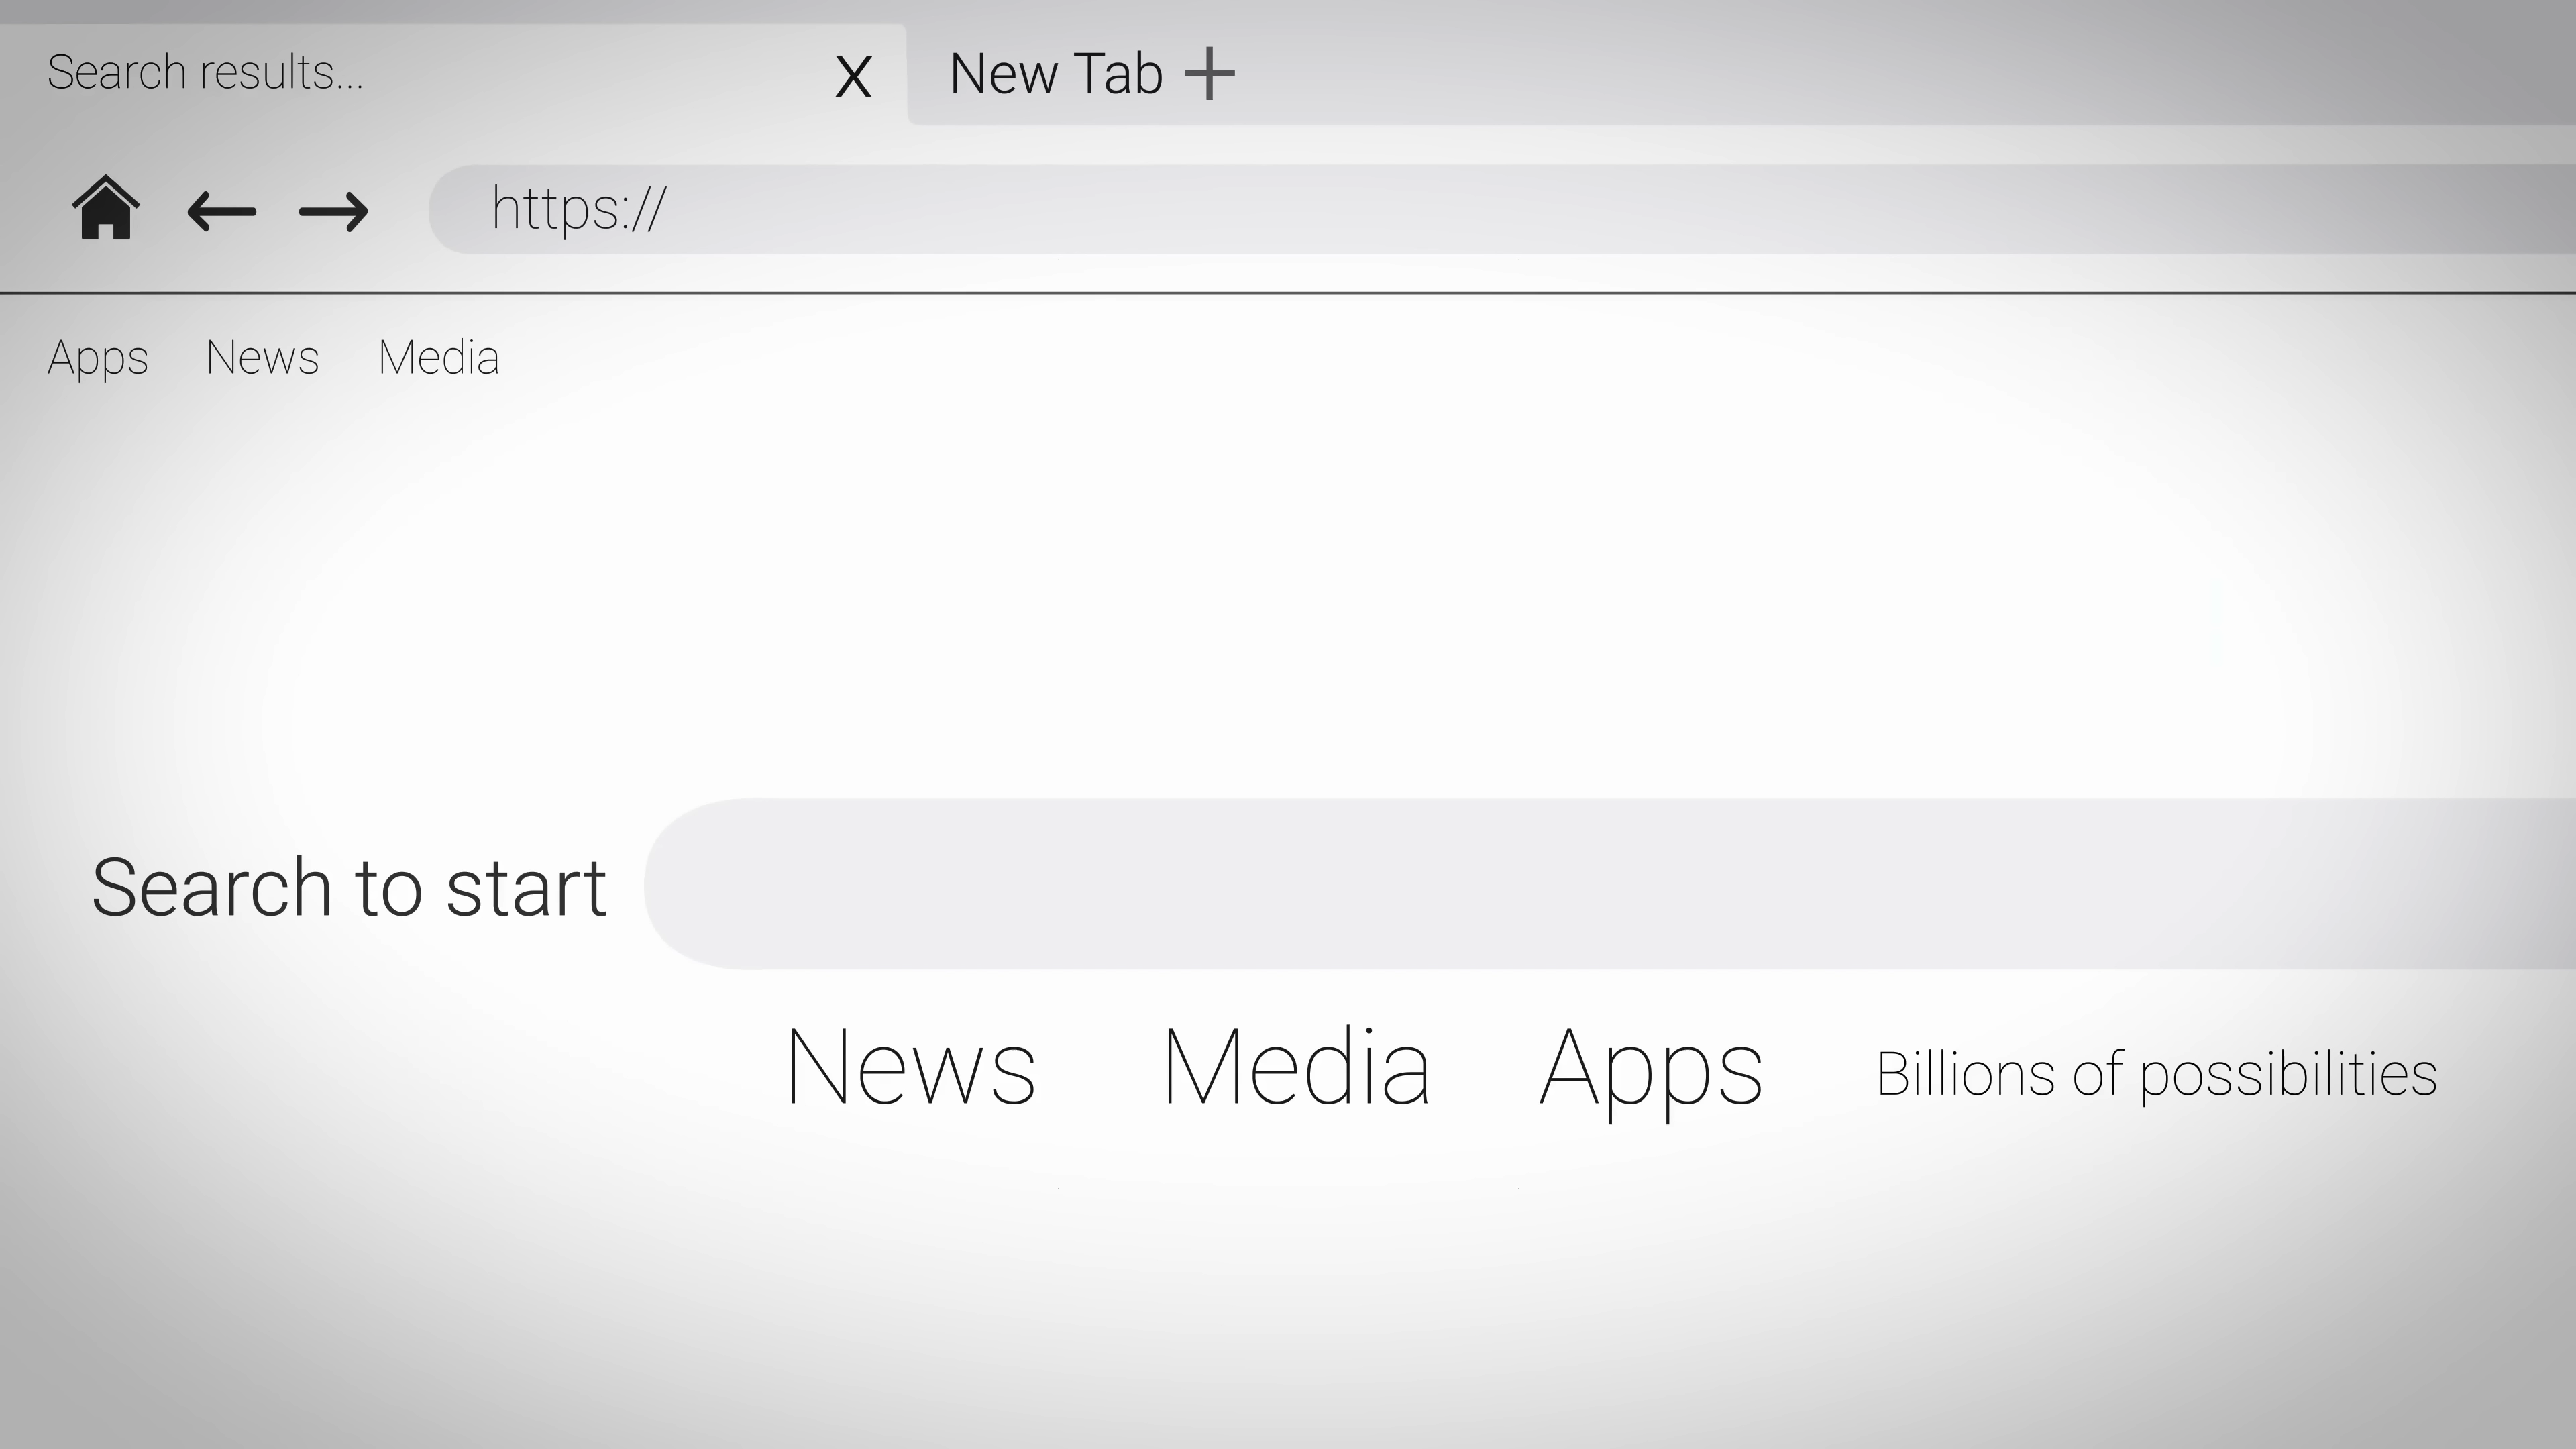 Search results... X New Tab +
https://
Apps News Media
Search to start
News Media Apps Billions of possibilities